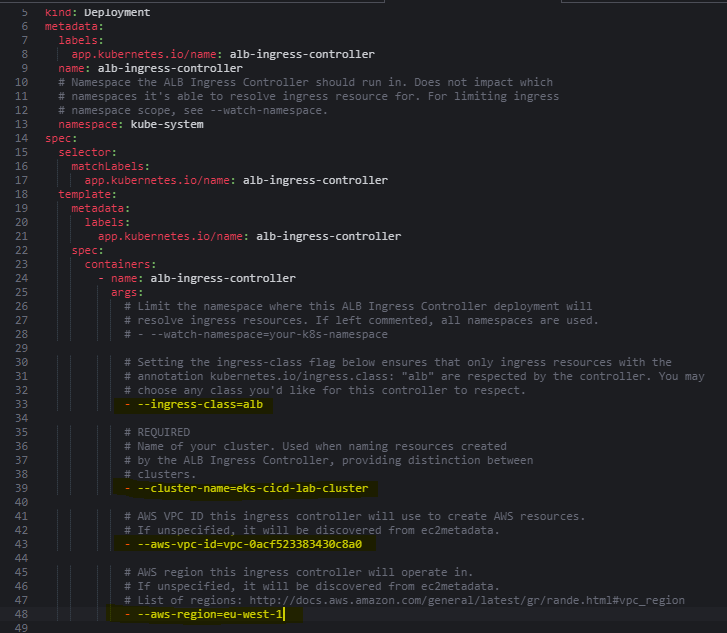 5 kind: Deployment
6 metadata:
7 labels:
8 app.kubernetes.io/name: alb-ingress-controller
9 name: alb-ingress-controller
10 # Namespace the ALB Ingress Controller should run in. Does not impact which
11 # namespaces it's able to resolve ingress resource for. For limiting ingress
12 # namespace scope, see --watch-namespace.
13 namespace: kube-system
14 spec:
15 selector:
16 matchLabels:
17 app.kubernetes.io/name: alb-ingress-controller
18 template:
19 metadata:
20 labels:
21 app.kubernetes.io/name: alb-ingress-controller
22 spec:
23 containers:
24 - name: alb-ingress-controller
25 args:
26 # Limit the namespace where this ALB Ingress Controller deployment will
27 # resolve ingress resources. If left commented, all namespaces are used.
28 # - --watch-namespace=your-k8s-namespace
29
30 # Setting the ingress-class flag below ensures that only ingress resources with the
31 # annotation kubernetes.io/ingress.class: "alb" are respected by the controller. You may
32 # choose any class you'd like for this controller to respect.
33 - --ingress-class=alb
34
35 # REQUIRED
36 # Name of your cluster. Used when naming resources created
37 # by the ALB Ingress Controller, providing distinction between
38 # clusters.
39 - --cluster-name=eks-cicd-lab-cluster
40
41 # AWS VPC ID this ingress controller will use to create AWS resources.
42 # If unspecified, it will be discovered from ec2metadata.
43 - --aws-vpc-id=vpc-0acf523383430c8a0
44
45 # AWS region this ingress controller will operate in.
46 # If unspecified, it will be discovered from ec2metadata.
47 # List of regions: http://docs.aws.amazon.com/general/latest/gr/rande.html#vpc_region
48 - --aws-region=eu-west-1
49